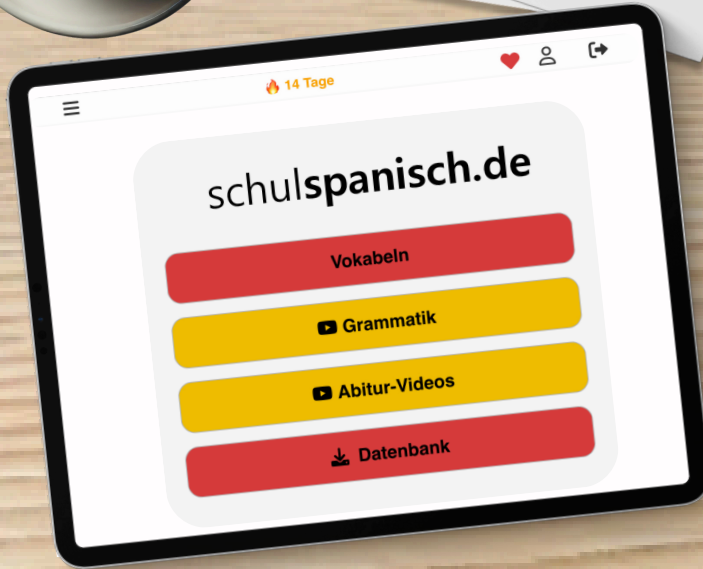 14 Tage
schulspanisch.de
Vokabeln
Grammatik
Abitur-Videos
Datenbank